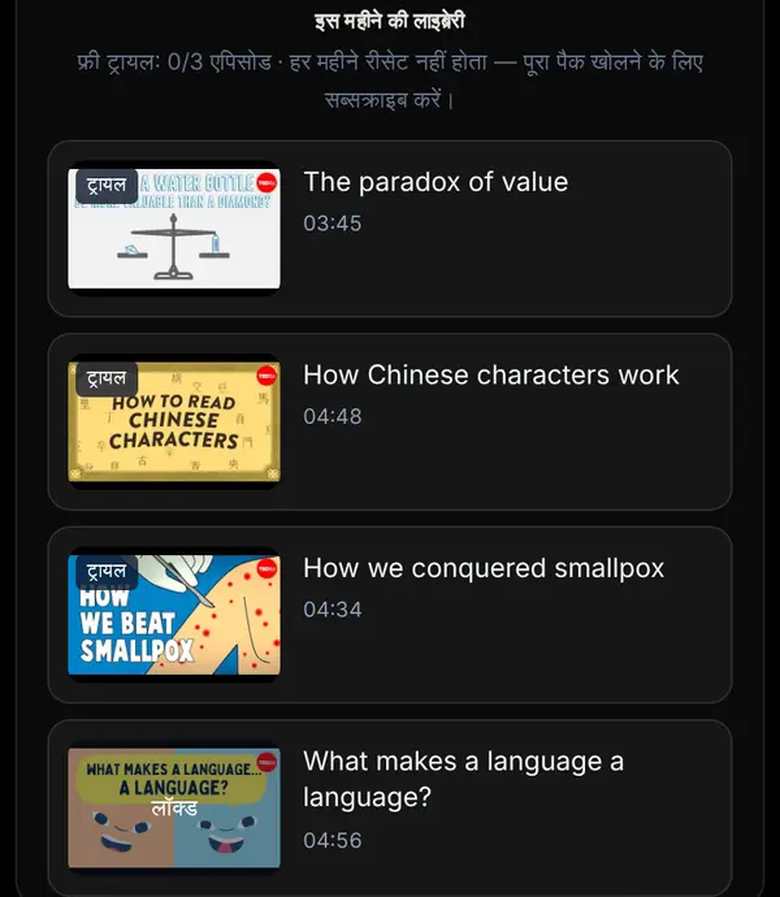 इस महीने की लाइब्रेरी
फ्री ट्रायल: 0/3 एपिसोड · हर महीने रीसेट नहीं होता — पूरा पैक खोलने के लिए
सब्सक्राइब करें।
ट्रायल
A WATER BOTTLE
VALUABLE THAN A DIAMOND?
The paradox of value
03:45
ट्रायल
HOW TO READ
CHINESE
CHARACTERS
How Chinese characters work
04:48
ट्रायल
HOW
WE BEAT
SMALLPOX
How we conquered smallpox
04:34
WHAT MAKES A LANGUAGE...
A LANGUAGE?
लॉक्ड
What makes a language a
language?
04:56